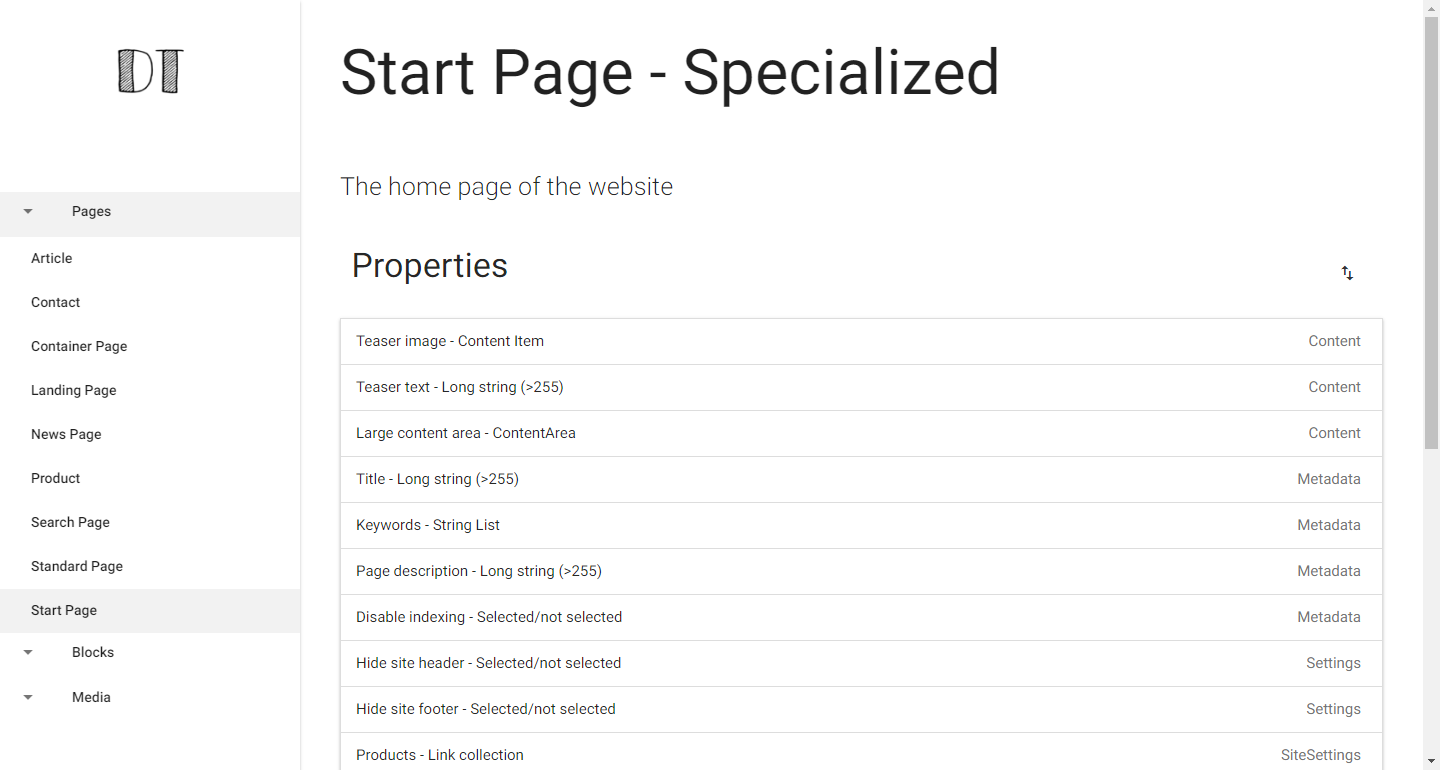 DT
Pages
Article
Contact
Container Page
Landing Page
News Page
Product
Search Page
Standard Page
Start Page
Blocks
Media
Start Page - Specialized
The home page of the website
Properties
Teaser image - Content Item Content
Teaser text - Long string (>255) Content
Large content area - ContentArea Content
Title - Long string (>255) Metadata
Keywords - String List Metadata
Page description - Long string (>255) Metadata
Disable indexing - Selected/not selected Metadata
Hide site header - Selected/not selected Settings
Hide site footer - Selected/not selected Settings
Products - Link collection SiteSettings